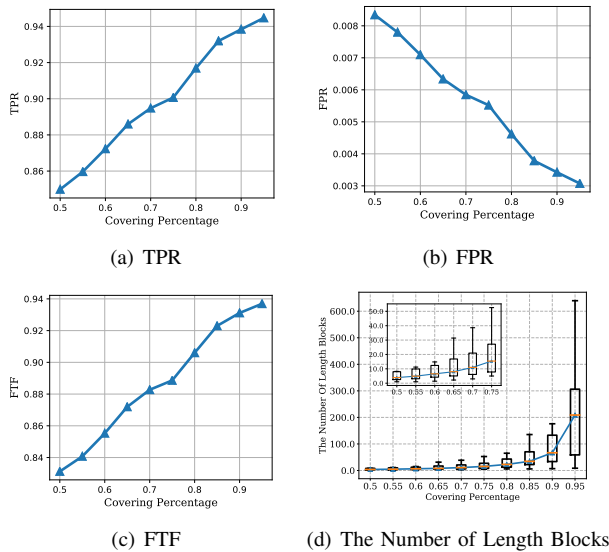 0.94
0.92
0.90
0.88
0.86
TPR
0.5 0.6 0.7 0.8 0.9
Covering Percentage
(a) TPR
0.008
0.007
0.006
0.005
0.004
0.003
FPR
0.5 0.6 0.7 0.8 0.9
Covering Percentage
(b) FPR
0.94
0.92
0.90
0.88
0.86
0.84
FTF
0.5 0.6 0.7 0.8 0.9
Covering Percentage
(c) FTF
600.0
500.0
400.0
300.0
200.0
100.0
0.0
The Number Of Length Blocks
50.0
40.0
30.0
20.0
10.0
0.0
0.5 0.55 0.6 0.65 0.7 0.75
0.5 0.55 0.6 0.65 0.7 0.75 0.8 0.85 0.9 0.95
Covering Percentage
(d) The Number of Length Blocks